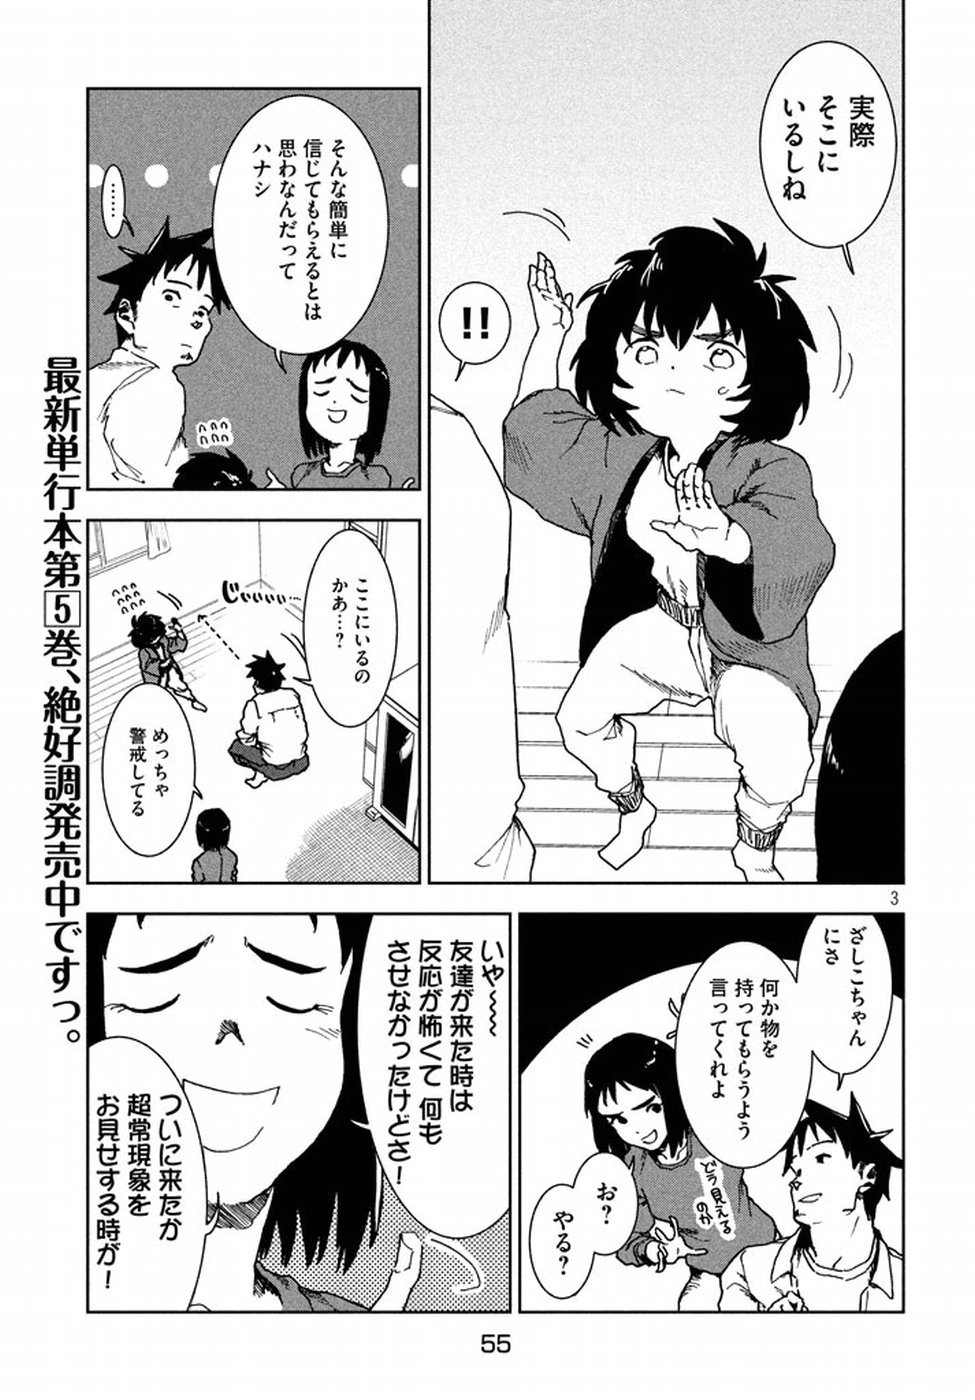 実際
そこに
いるしね
!!
そんな簡単に
信じてもらえるとは
思わなんだって
ハナシ
……
ここにいるの
かあ…?
じぃぃぃぃ…
めっちゃ
警戒してる
3
ざしこちゃん
にさ
何か物を
持ってもらうよう
言ってくれよ
どう見える
のか
お?
やる?
いや〜〜〜
友達が来た時は
反応が怖くて何も
させなかったけどさ!
ついに来たか
超常現象を
お見せする時が!
最新単行本第5巻、絶好調発売中ですっ。
55